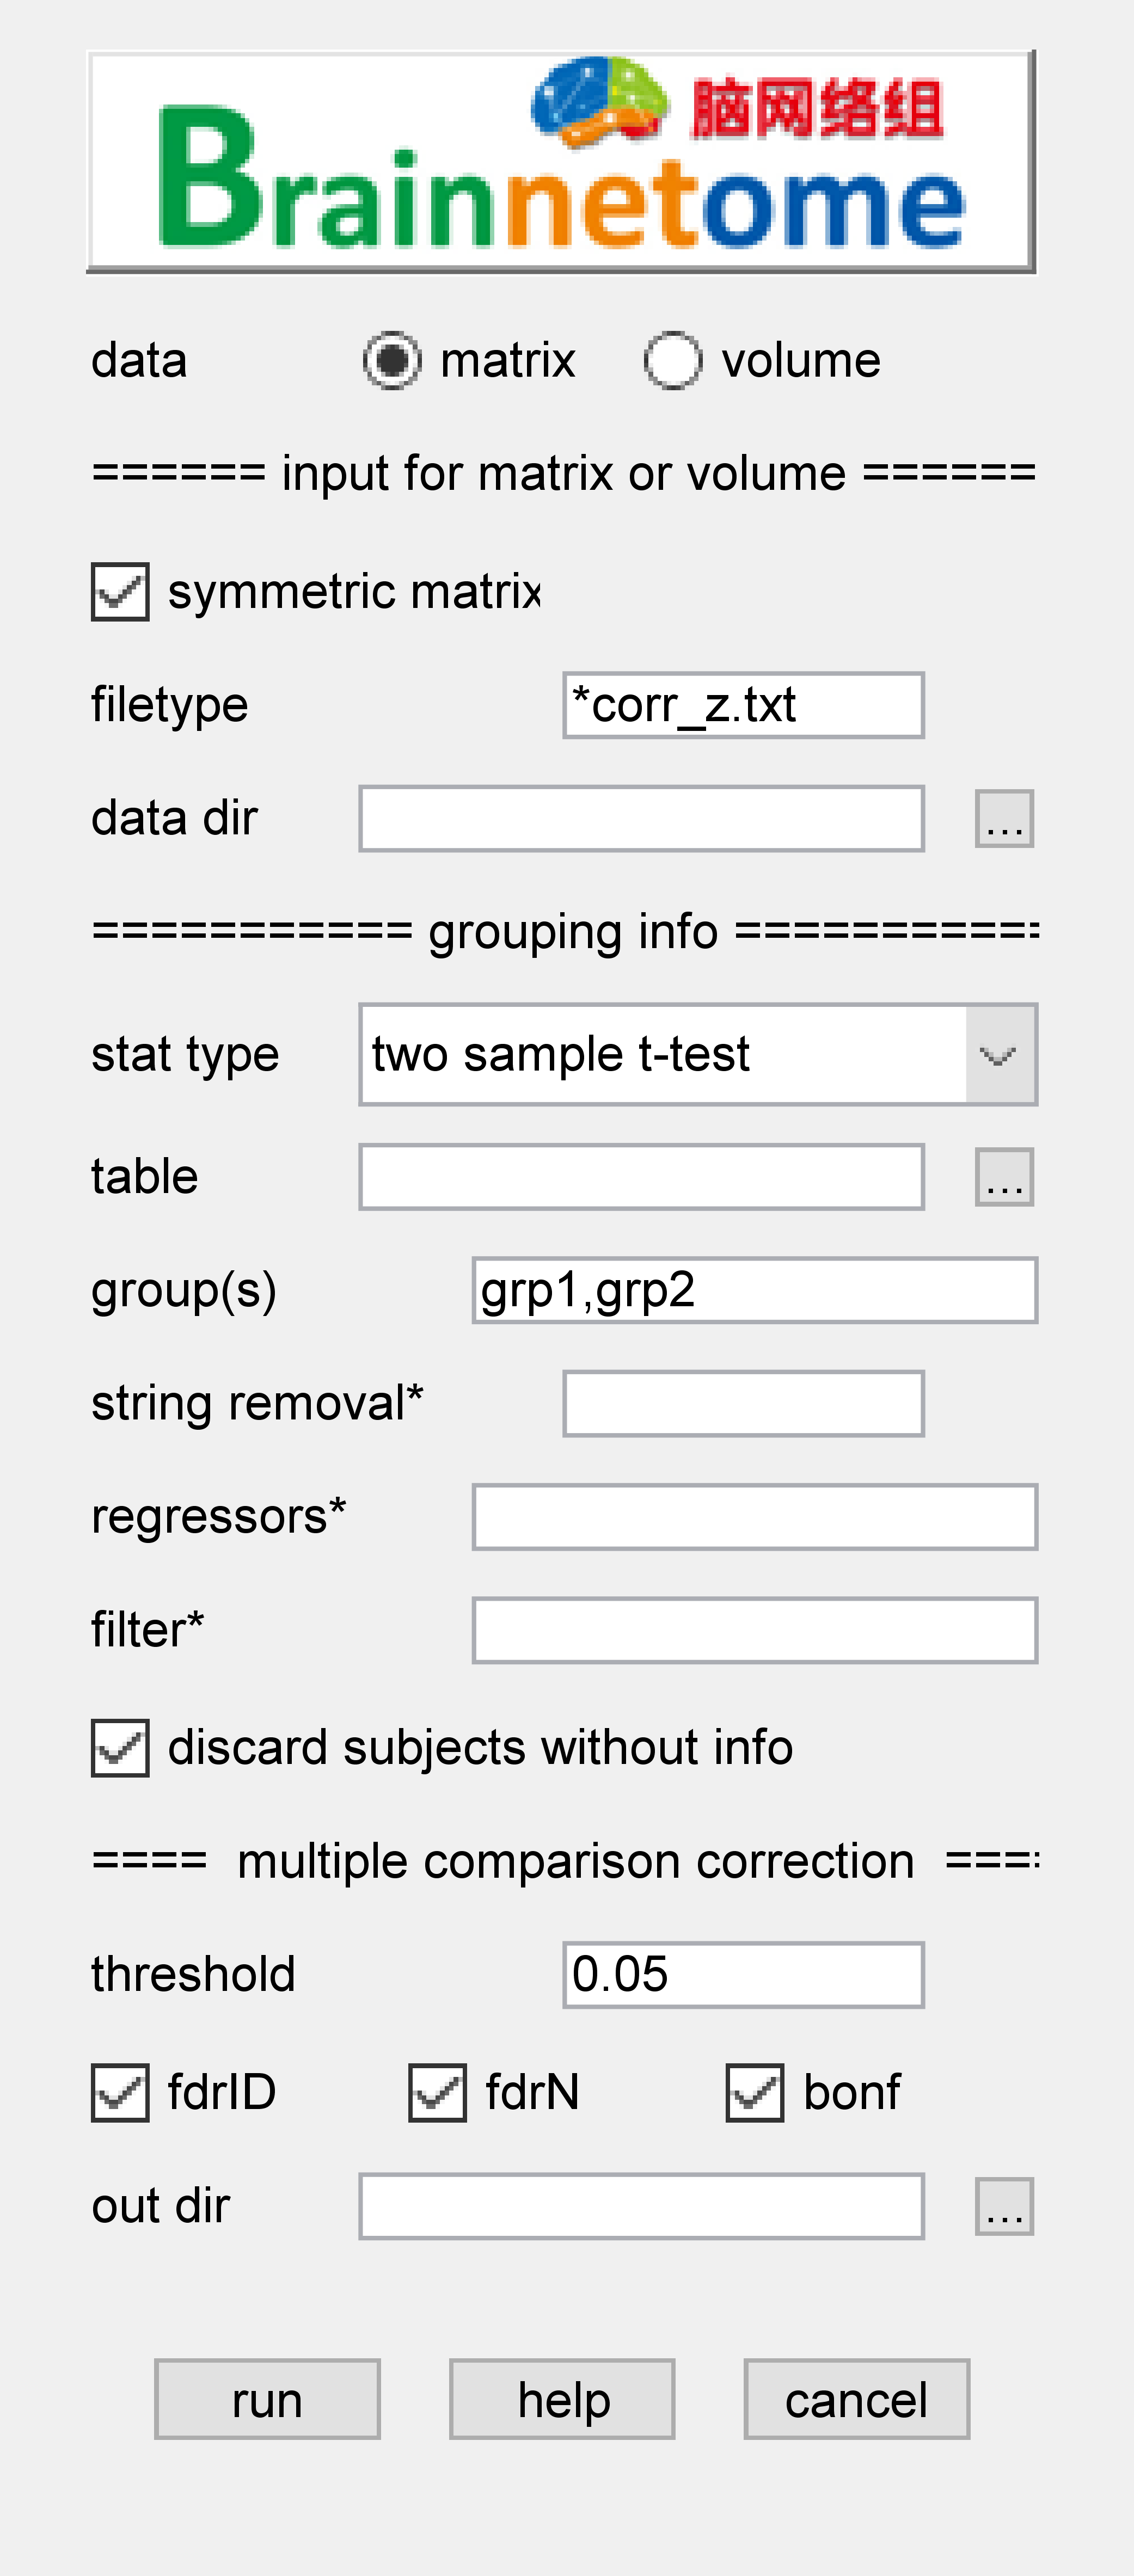 脑网络组
Brainnetome
data matrix volume
====== input for matrix or volume ======
symmetric matrix
filetype *corr_z.txt
data dir ...
=========== grouping info ===========
stat type two sample t-test
table ...
group(s) grp1,grp2
string removal*
regressors*
filter*
discard subjects without info
==== multiple comparison correction ====
threshold 0.05
fdrID fdrN bonf
out dir ...
run help cancel